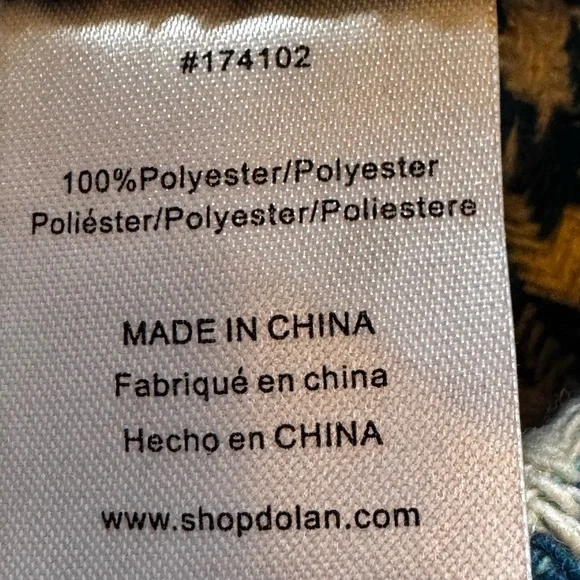 #174102
100%Polyester/Polyester
Poliéster/Polyester/Poliestere
MADE IN CHINA
Fabriqué en china
Hecho en CHINA
www.shopdolan.com